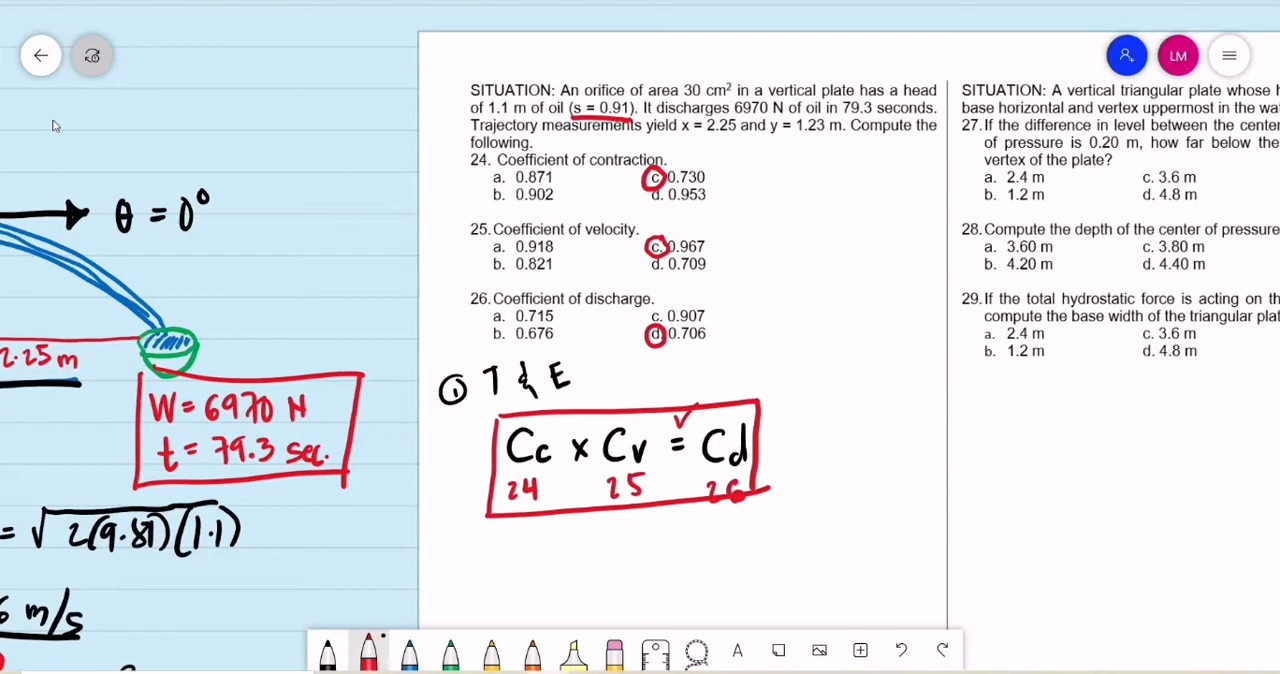 LM
θ = 0°
2.25 m
W = 6970 N
t = 79.3 sec.
= √2(9.81)(1.1)
m/s
SITUATION: An orifice of area 30 cm² in a vertical plate has a head
of 1.1 m of oil (s = 0.91). It discharges 6970 N of oil in 79.3 seconds.
Trajectory measurements yield x = 2.25 and y = 1.23 m. Compute the
following.
24. Coefficient of contraction.
a. 0.871 c. 0.730
b. 0.902 d. 0.953
25. Coefficient of velocity.
a. 0.918 c. 0.967
b. 0.821 d. 0.709
26. Coefficient of discharge.
a. 0.715 c. 0.907
b. 0.676 d. 0.706
① T & E
Cc x Cv = Cd
24 25 26
SITUATION: A vertical triangular plate whose
base horizontal and vertex uppermost in the
27. If the difference in level between the
of pressure is 0.20 m, how far below the
vertex of the plate?
a. 2.4 m c. 3.6 m
b. 1.2 m d. 4.8 m
28. Compute the depth of the center of pressure
a. 3.60 m c. 3.80 m
b. 4.20 m d. 4.40 m
29. If the total hydrostatic force is acting on
compute the base width of the triangular
a. 2.4 m c. 3.6 m
b. 1.2 m d. 4.8 m
A